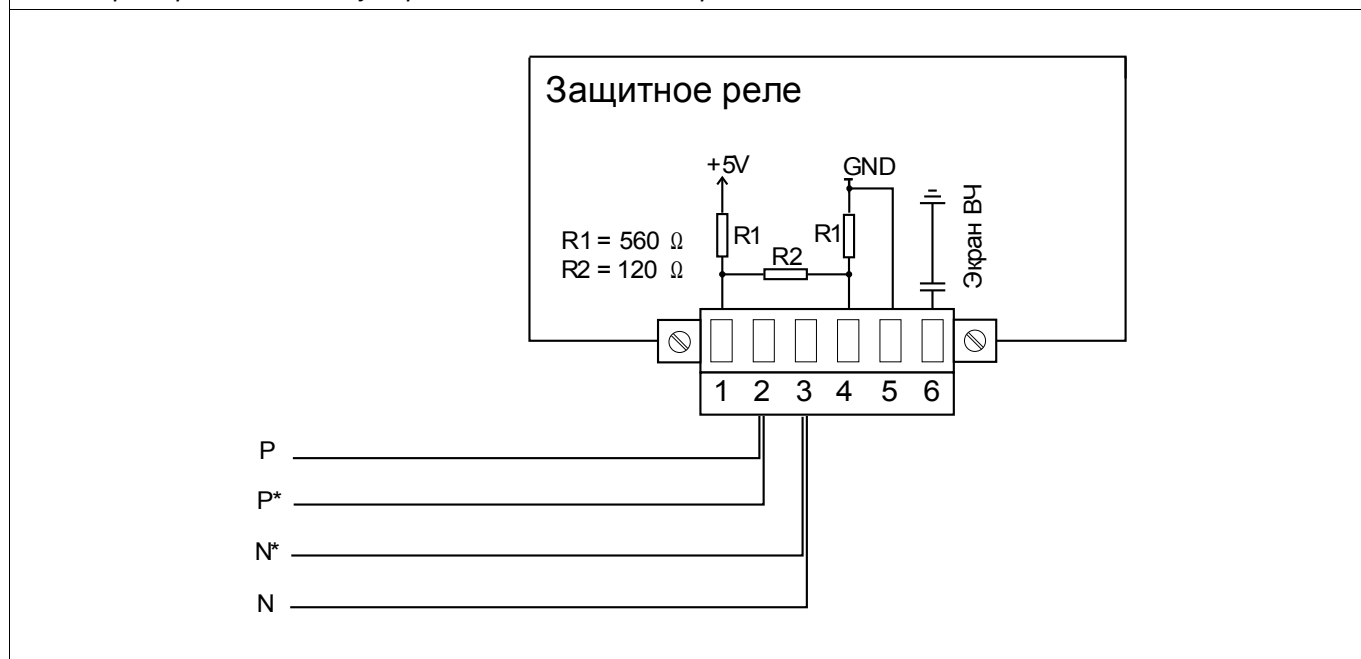 Защитное реле
+5V GND
R1 = 560 Ω
R2 = 120 Ω
R1 R2 R1
Экран ВЧ
1 2 3 4 5 6
P
P*
N*
N